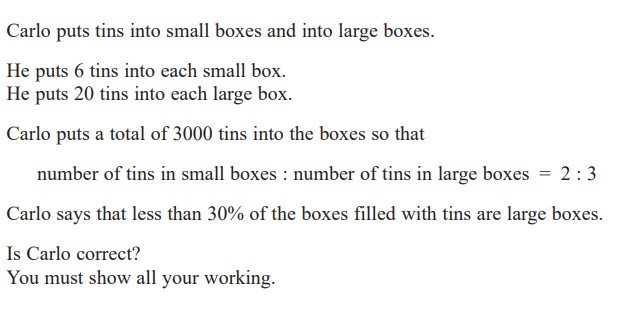 Carlo puts tins into small boxes and into large boxes.
He puts 6 tins into each small box.
He puts 20 tins into each large box.
Carlo puts a total of 3000 tins into the boxes so that
number of tins in small boxes : number of tins in large boxes = 2 : 3
Carlo says that less than 30% of the boxes filled with tins are large boxes.
Is Carlo correct?
You must show all your working.